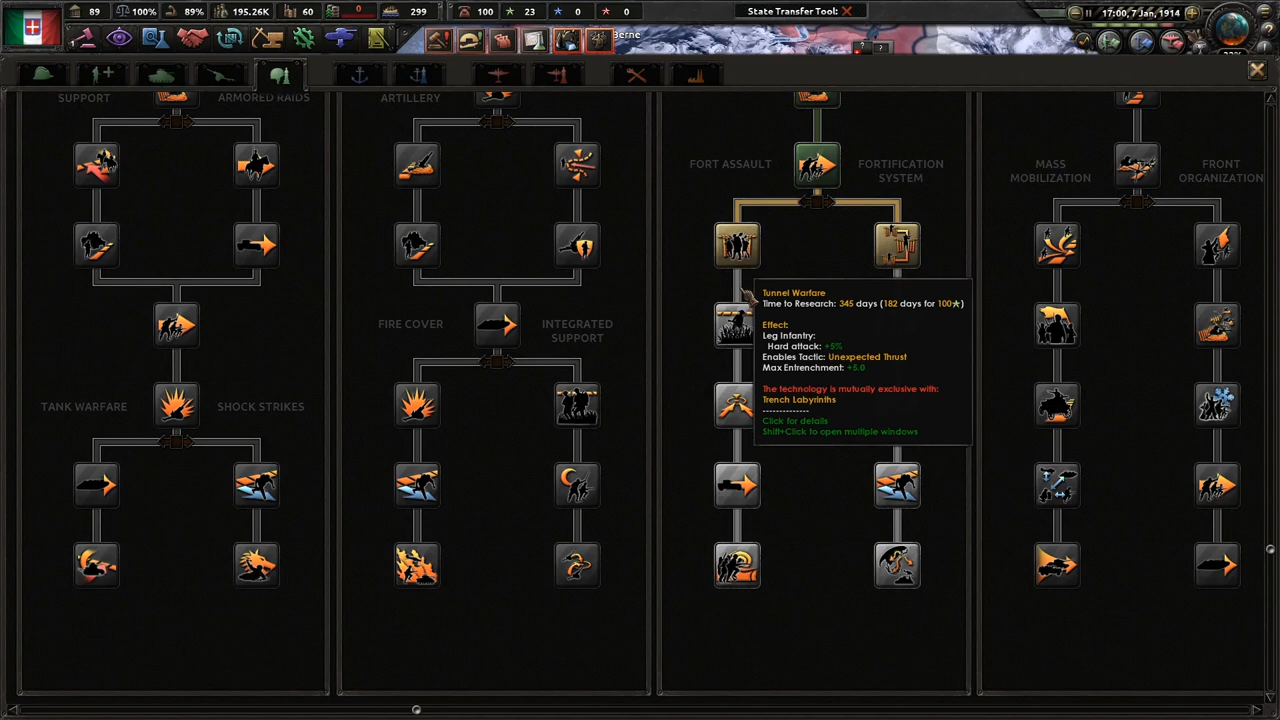 89
100%
89%
195.26K
60
0
299
100
23
0
0
State Transfer Tool:
17:00, 7 Jan, 1914
Berne
SUPPORT
ARMORED RAIDS
ARTILLERY
FORT ASSAULT
FORTIFICATION
SYSTEM
MASS
MOBILIZATION
FRONT
ORGANIZATION
Tunnel Warfare
Time to Research: 345 days (182 days for 100★)
Effect:
Leg Infantry:
Hard attack: +5%
Enables Tactic: Unexpected Thrust
Max Entrenchment: +5.0
The technology is mutually exclusive with:
Trench Labyrinths
--------------
Click for details
Shift+Click to open multiple windows
FIRE COVER
INTEGRATED
SUPPORT
TANK WARFARE
SHOCK STRIKES